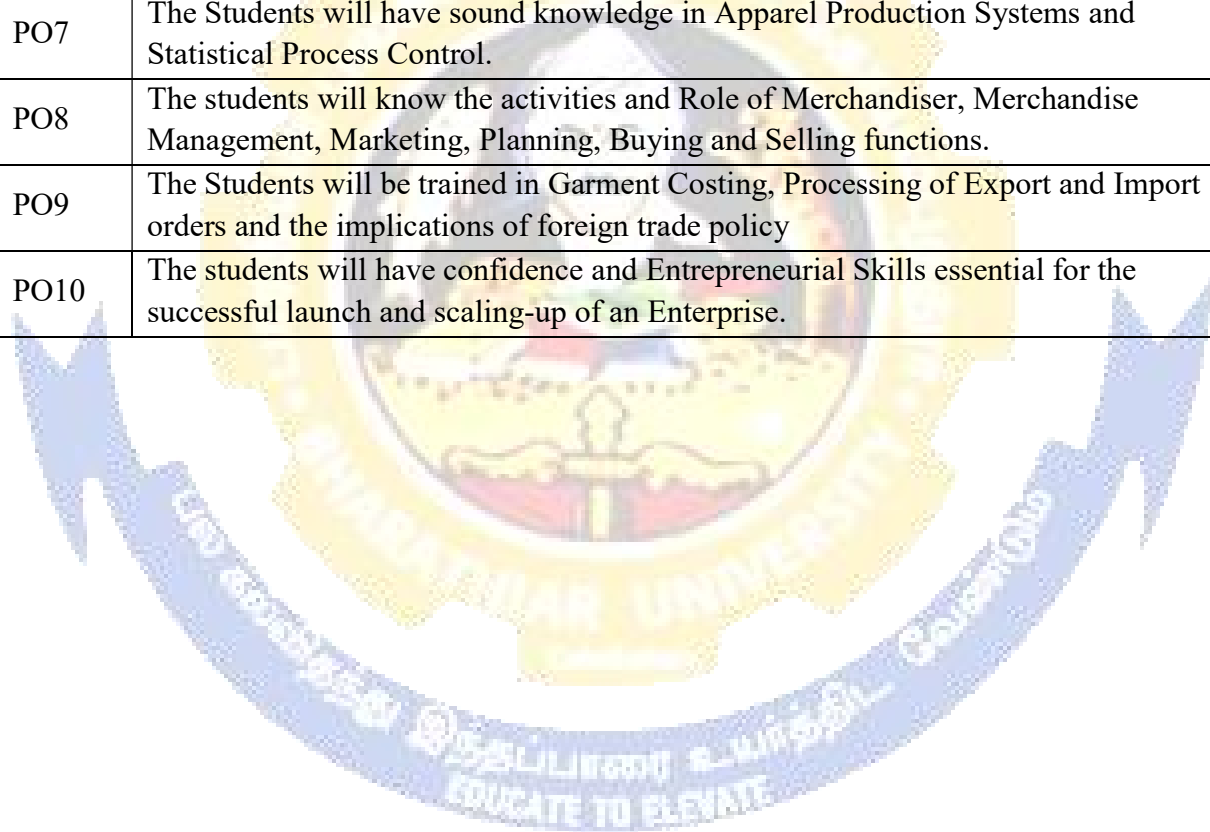 PO7
The Students will have sound knowledge in Apparel Production Systems and
Statistical Process Control.
PO8
The students will know the activities and Role of Merchandiser, Merchandise
Management, Marketing, Planning, Buying and Selling functions.
PO9
The Students will be trained in Garment Costing, Processing of Export and Import
orders and the implications of foreign trade policy
PO10
The students will have confidence and Entrepreneurial Skills essential for the
successful launch and scaling-up of an Enterprise.
BHARATHIAR UNIVERSITY
EDUCATE TO ELEVATE